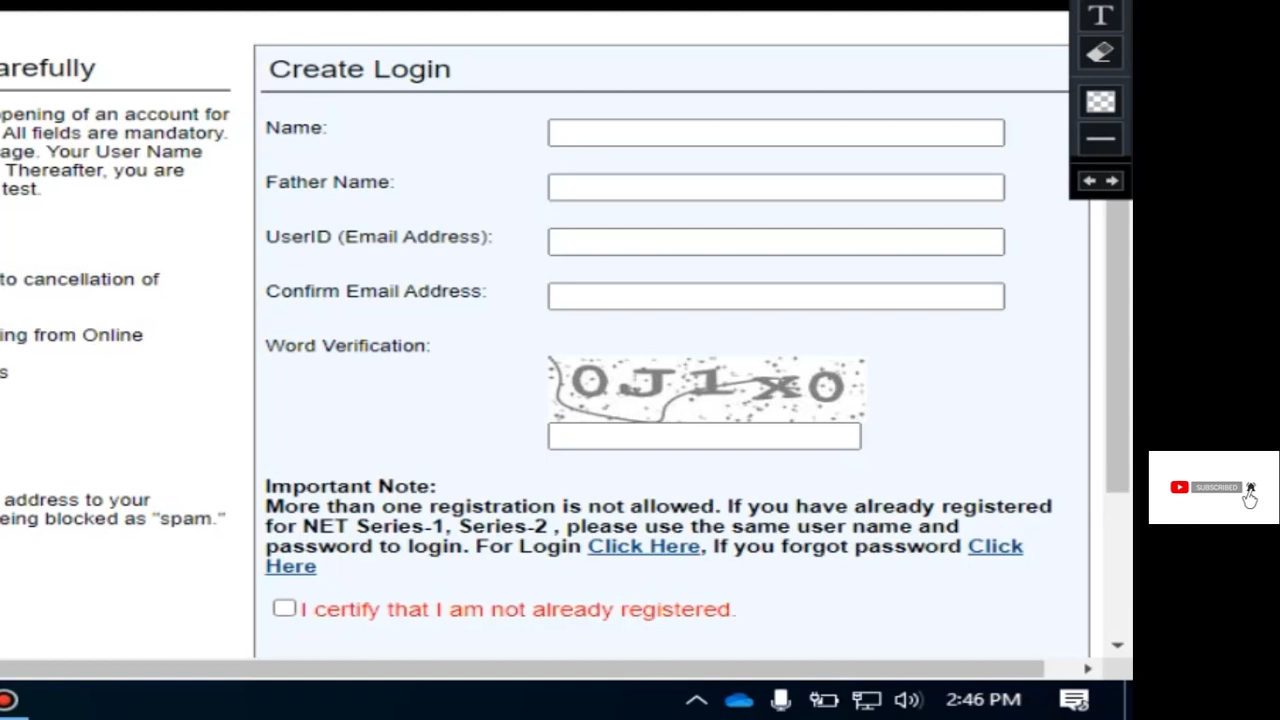 arefully
pening of an account for
All fields are mandatory.
age. Your User Name
Thereafter, you are
test.
to cancellation of
ing from Online
s
address to your
eing blocked as "spam."
Create Login
Name:
Father Name:
UserID (Email Address):
Confirm Email Address:
Word Verification:
0J1x0
Important Note:
More than one registration is not allowed. If you have already registered
for NET Series-1, Series-2 , please use the same user name and
password to login. For Login Click Here, If you forgot password Click
Here
I certify that I am not already registered.
T
SUBSCRIBED
2:46 PM